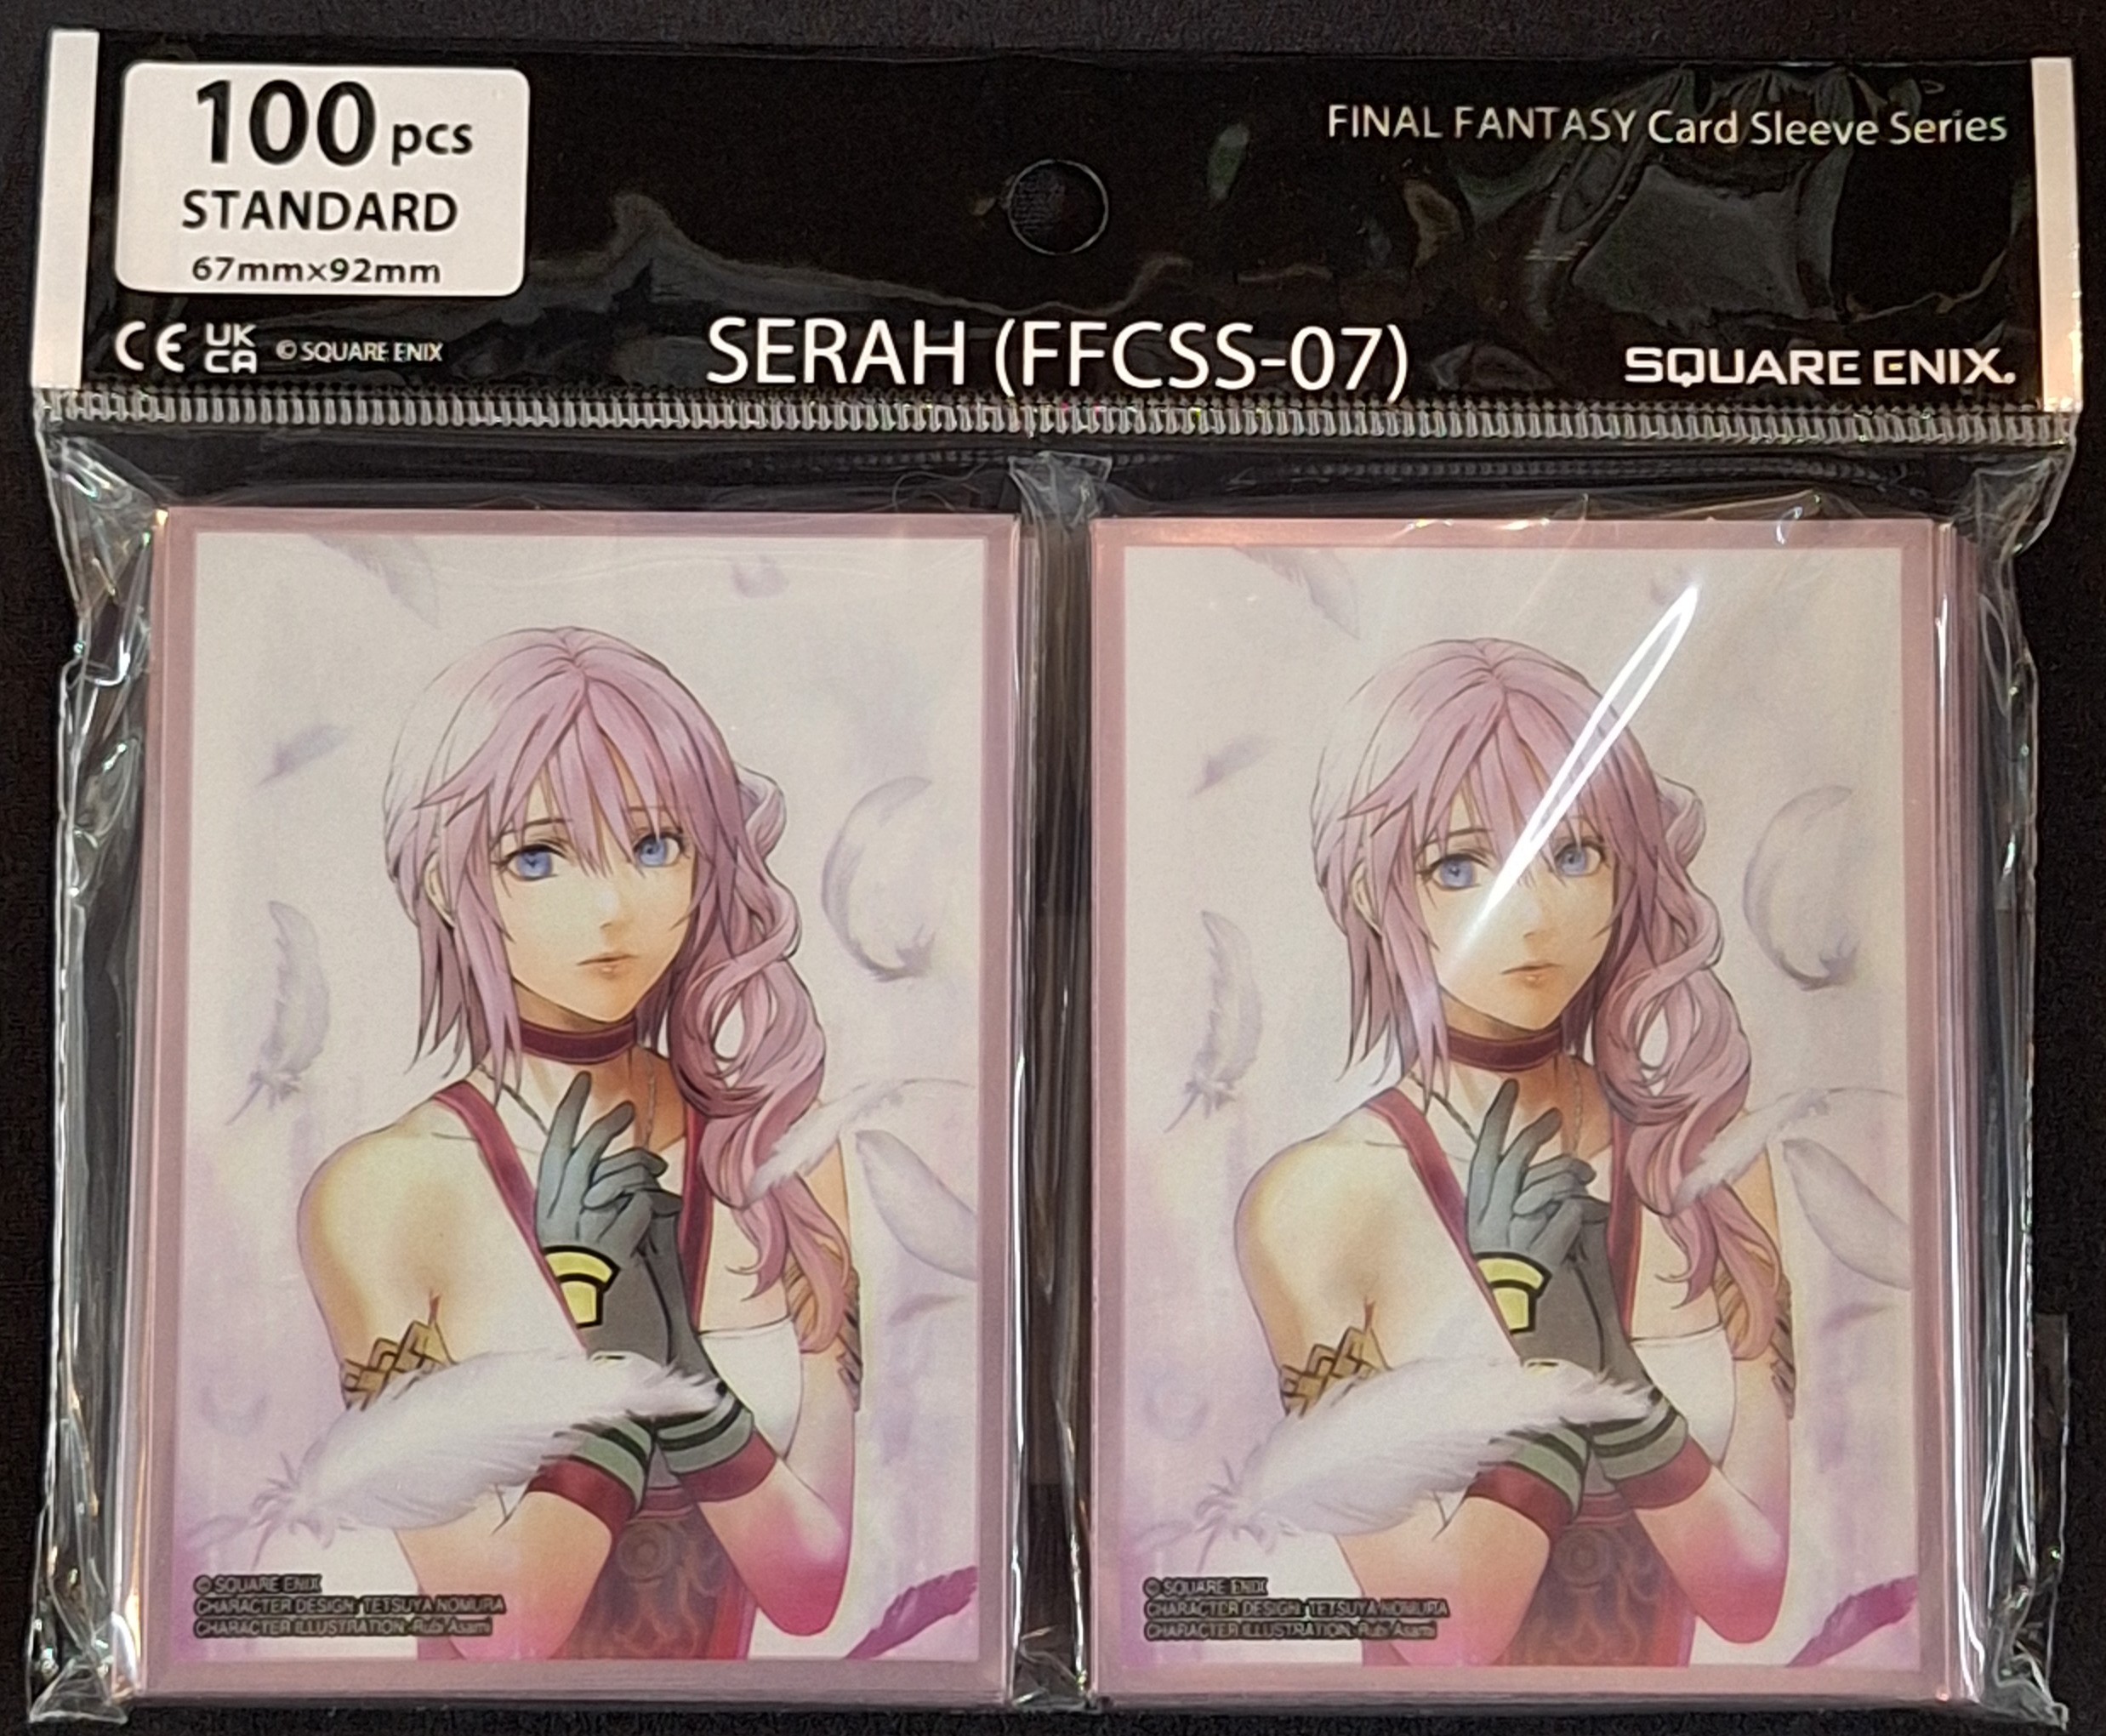 100 pcs
STANDARD
67mm×92mm
FINAL FANTASY Card Sleeve Series
CE UK CA © SQUARE ENIX
SERAH (FFCSS-07)
SQUARE ENIX.
© SQUARE ENIX
CHARACTER DESIGN: TETSUYA NOMURA
CHARACTER ILLUSTRATION: Rubi Asami
© SQUARE ENIX
CHARACTER DESIGN: TETSUYA NOMURA
CHARACTER ILLUSTRATION: Rubi Asami